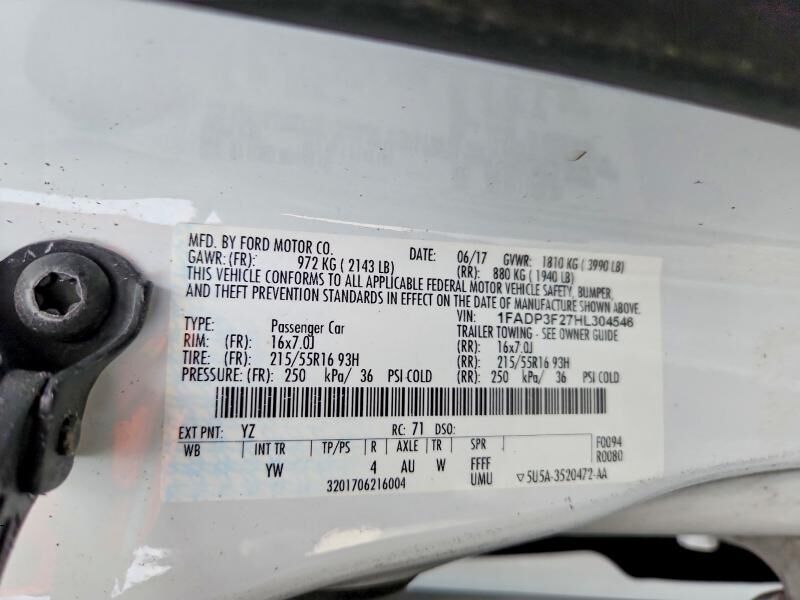 MFD. BY FORD MOTOR CO. DATE: 06/17 GVWR: 1810 KG ( 3990 LB)
GAWR: (FR): 972 KG ( 2143 LB) (RR): 880 KG ( 1940 LB)
THIS VEHICLE CONFORMS TO ALL APPLICABLE FEDERAL MOTOR VEHICLE SAFETY, BUMPER,
AND THEFT PREVENTION STANDARDS IN EFFECT ON THE DATE OF MANUFACTURE SHOWN ABOVE.
VIN: 1FADP3F27HL304546
TYPE: Passenger Car TRAILER TOWING - SEE OWNER GUIDE
RIM: (FR): 16x7.0J (RR): 16x7.0J
TIRE: (FR): 215/55R16 93H (RR): 215/55R16 93H
PRESSURE: (FR): 250 kPa/ 36 PSI COLD (RR): 250 kPa/ 36 PSI COLD
EXT PNT: YZ RC: 71 DSO:
WB INT TR TP/PS R AXLE TR SPR F0094
R0080
YW 4 AU W FFFF
3201706216004 UMU ▽5U5A-3520472-AA